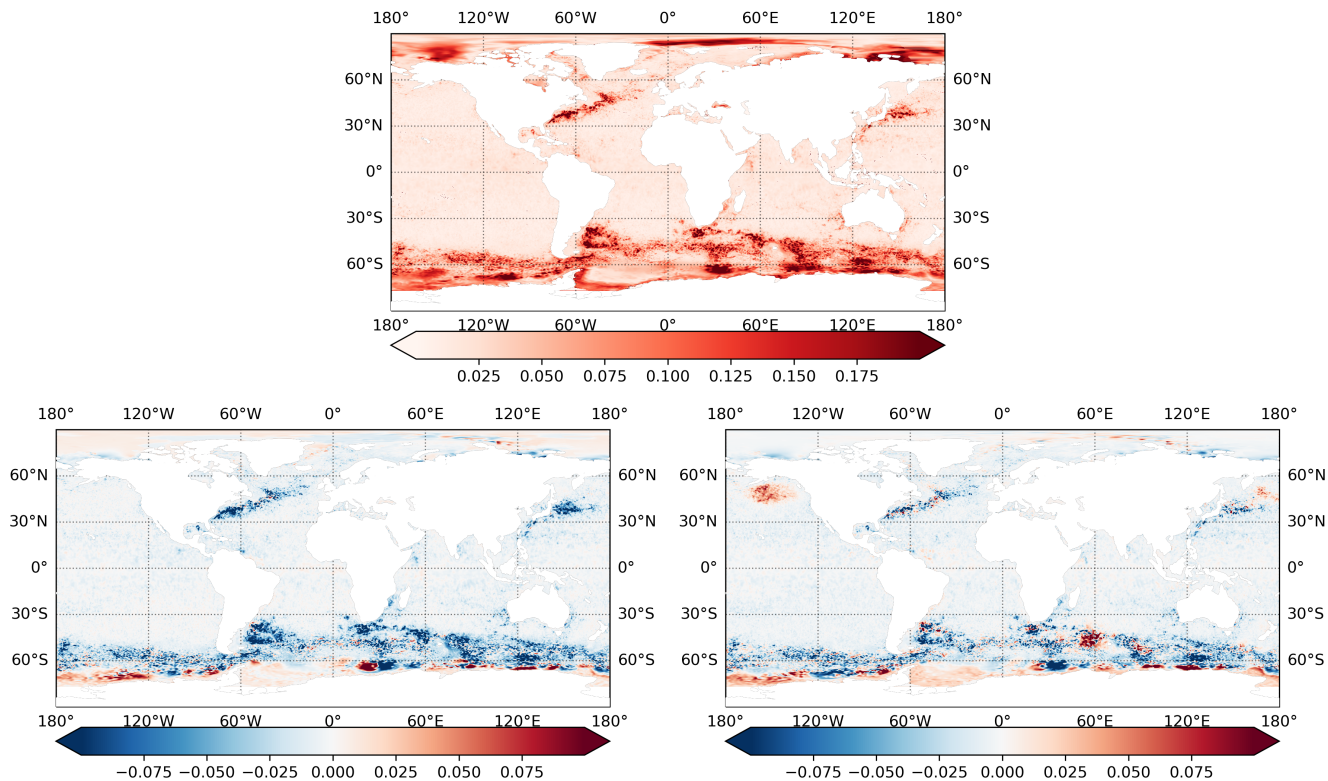 180° 120°W 60°W 0° 60°E 120°E 180°
60°N 60°N
30°N 30°N
0° 0°
30°S 30°S
60°S 60°S
180° 120°W 60°W 0° 60°E 120°E 180°
0.025 0.050 0.075 0.100 0.125 0.150 0.175
180° 120°W 60°W 0° 60°E 120°E 180° 180° 120°W 60°W 0° 60°E 120°E 180°
60°N 60°N 60°N 60°N
30°N 30°N 30°N 30°N
0° 0° 0° 0°
30°S 30°S 30°S 30°S
60°S 60°S 60°S 60°S
180° 120°W 60°W 0° 60°E 120°E 180° 180° 120°W 60°W 0° 60°E 120°E 180°
−0.075 −0.050 −0.025 0.000 0.025 0.050 0.075 −0.075 −0.050 −0.025 0.000 0.025 0.050 0.075